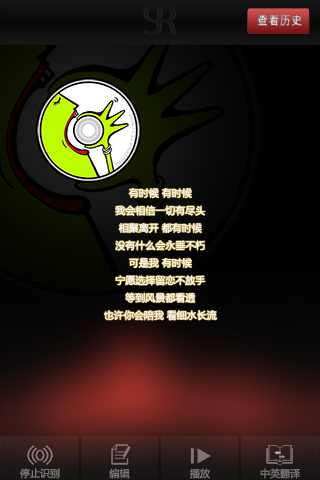 SR
查看历史
有时候 有时候
我会相信一切有尽头
相聚离开 都有时候
没有什么会永垂不朽
可是我 有时候
宁愿选择留恋不放手
等到风景都看透
也许你会陪我 看细水长流
停止识别
编辑
播放
中英翻译